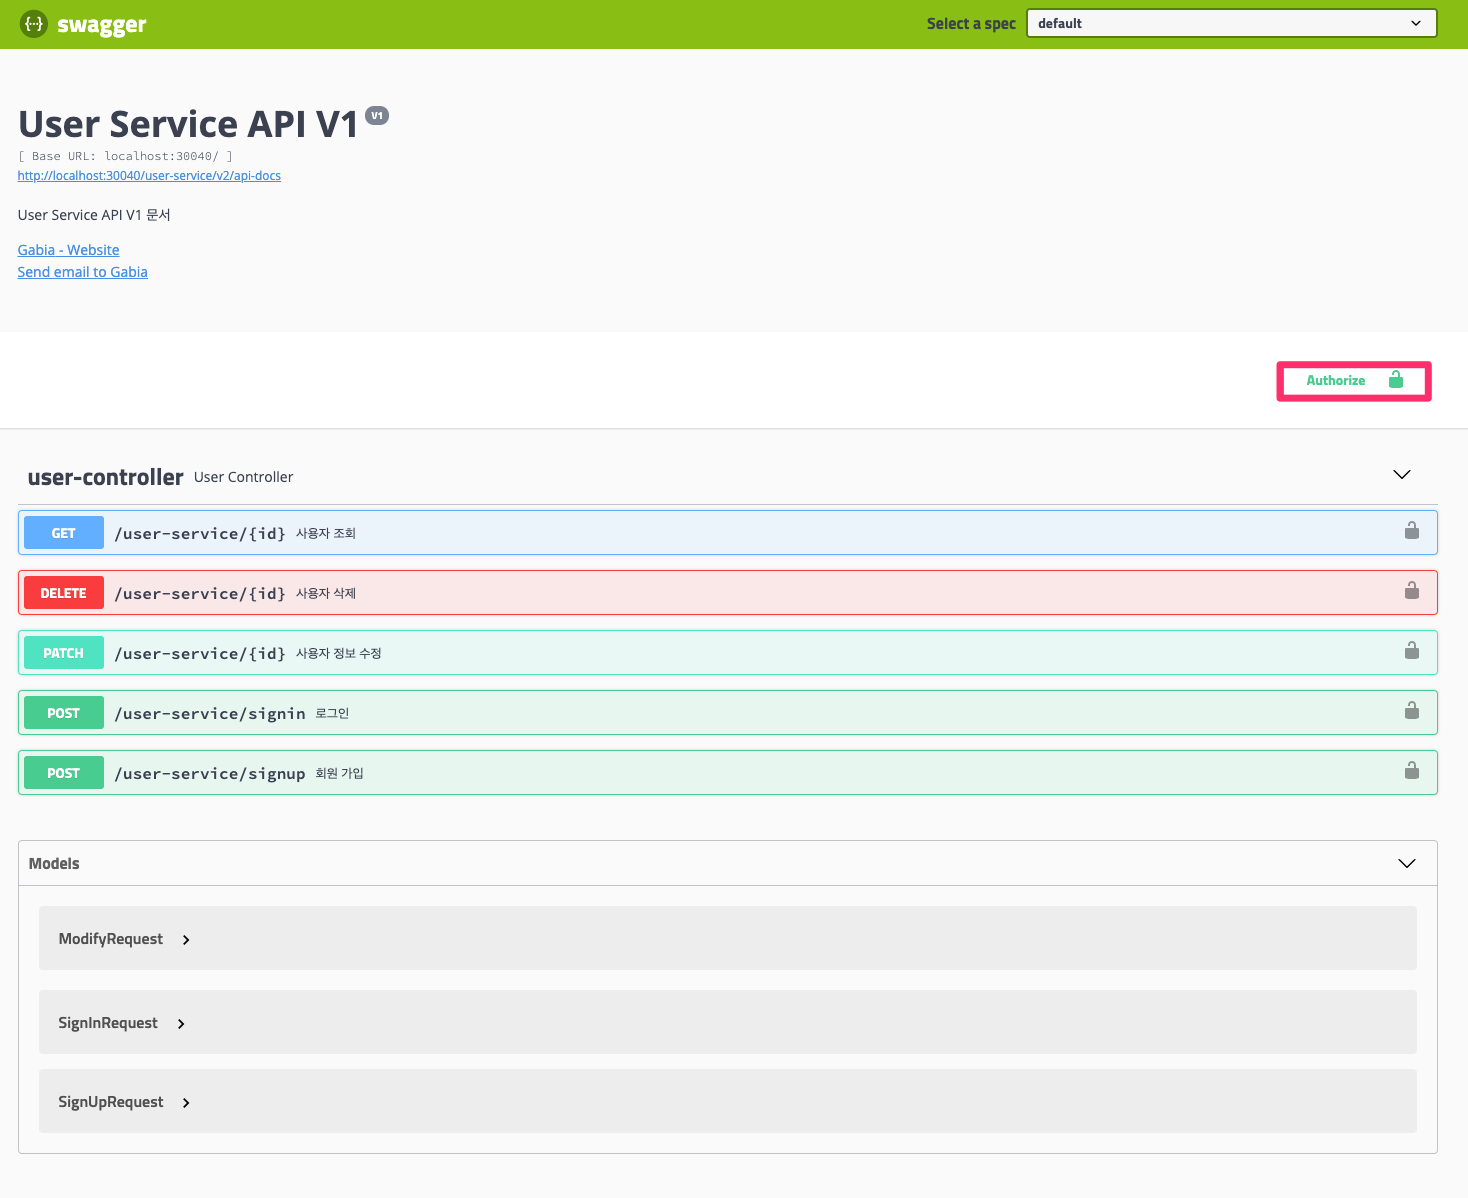 {...} swagger
Select a spec default
User Service API V1 V1
[ Base URL: localhost:30040/ ]
http://localhost:30040/user-service/v2/api-docs
User Service API V1 문서
Gabia - Website
Send email to Gabia
Authorize
user-controller User Controller
GET /user-service/{id} 사용자 조회
DELETE /user-service/{id} 사용자 삭제
PATCH /user-service/{id} 사용자 정보 수정
POST /user-service/signin 로그인
POST /user-service/signup 회원 가입
Models
ModifyRequest
SignInRequest
SignUpRequest